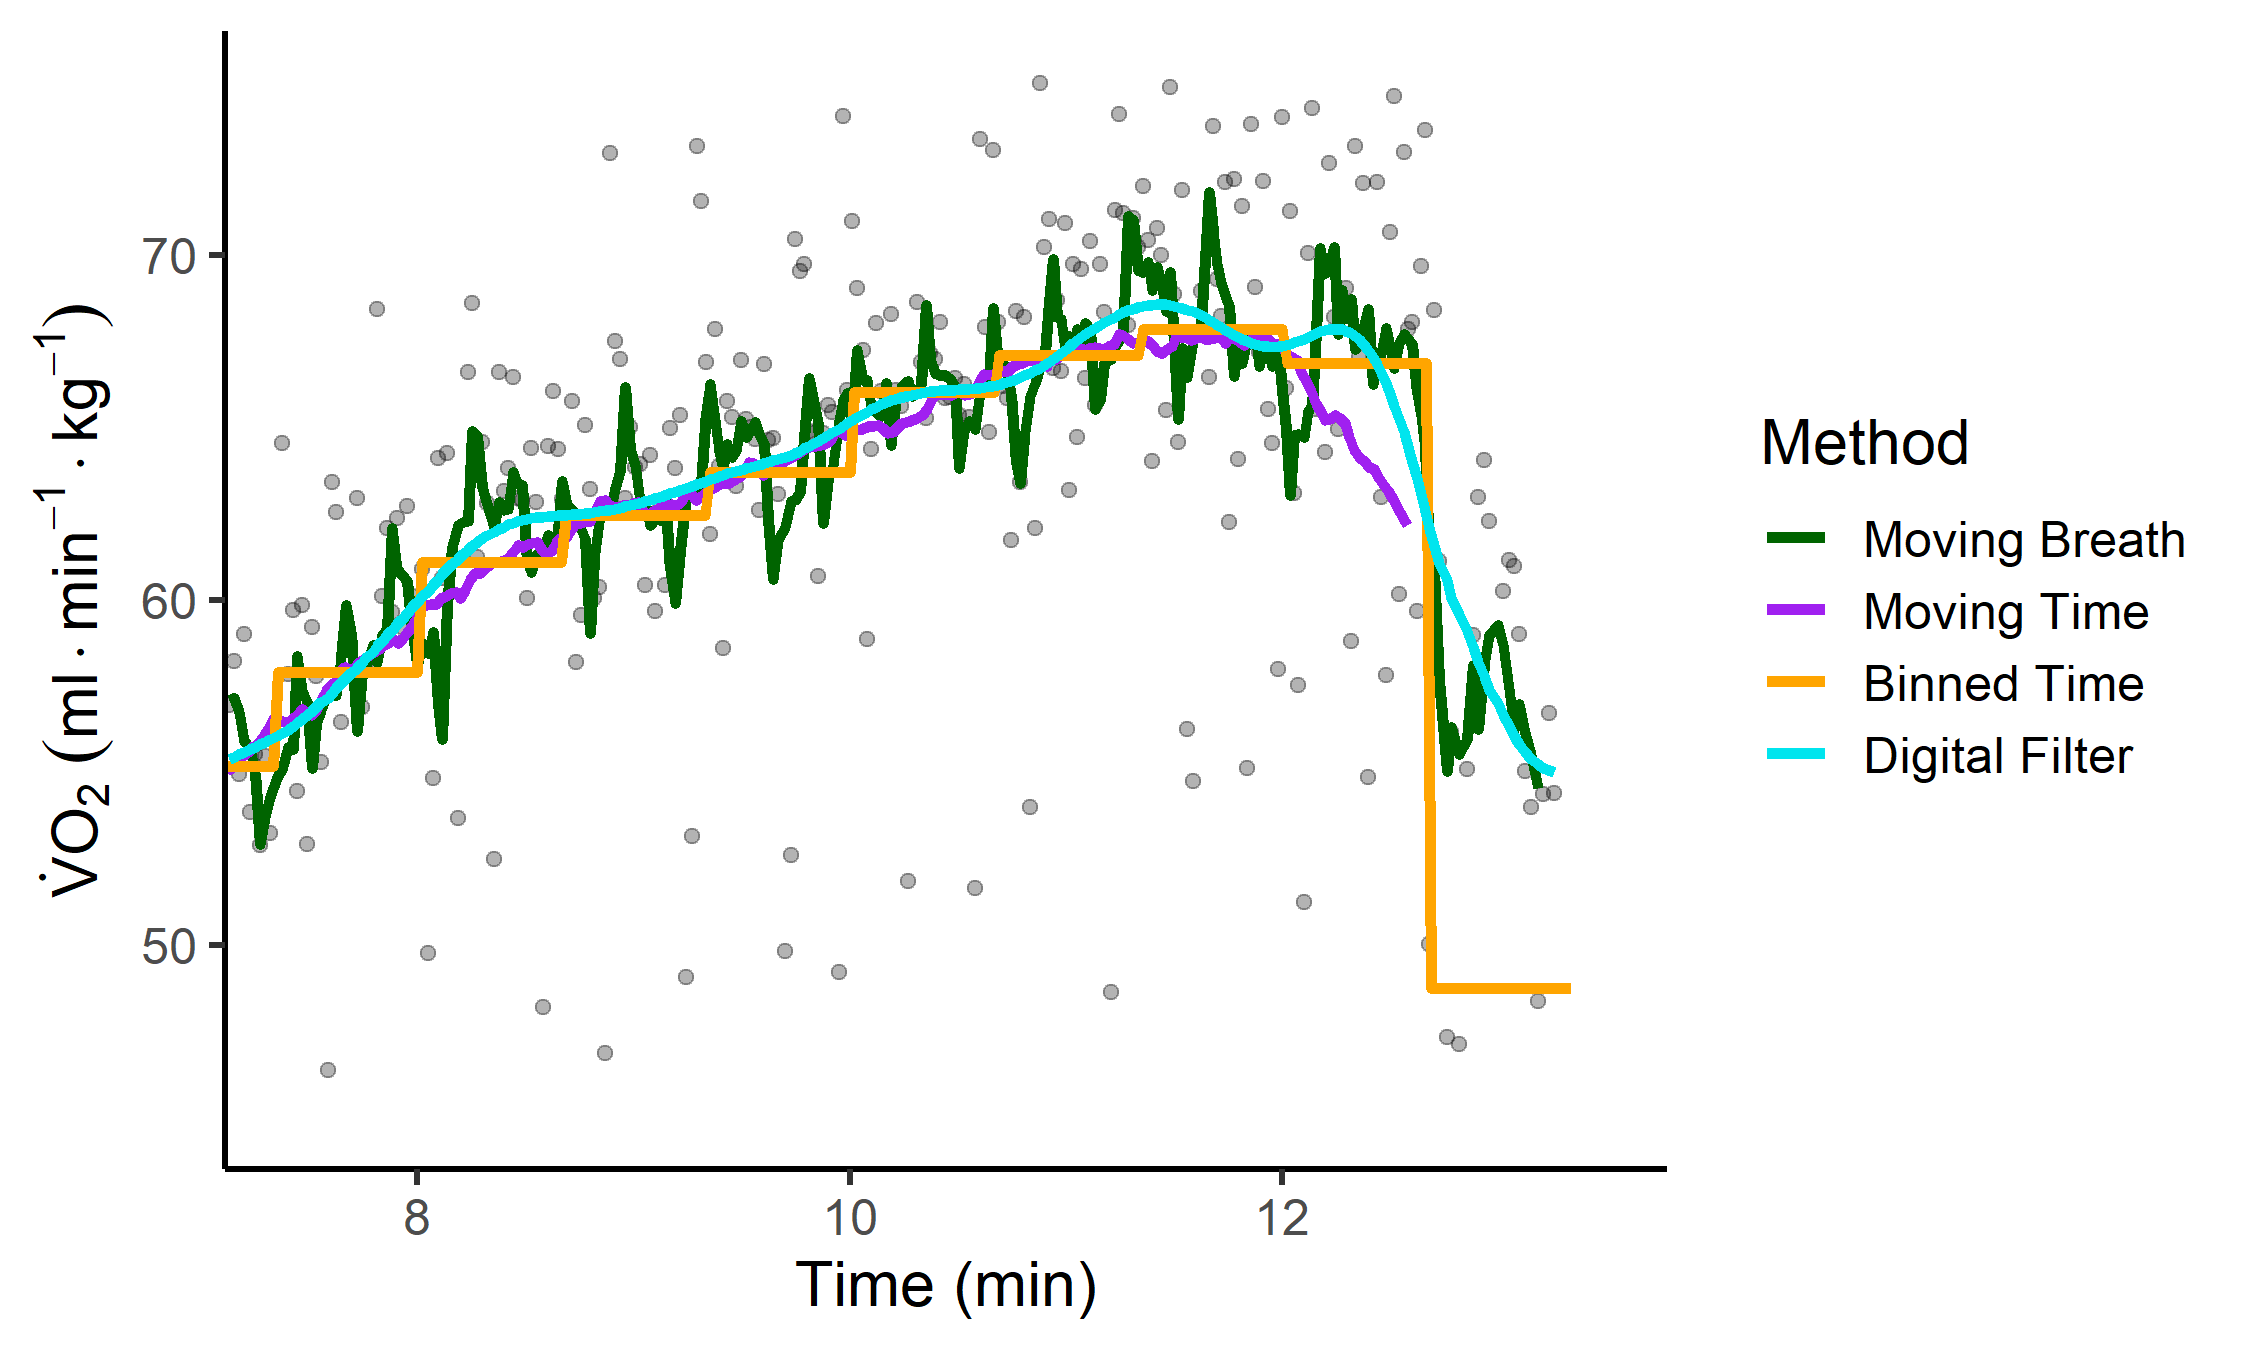 V̇O₂ (ml · min⁻¹ · kg⁻¹)
70
60
50
8 10 12
Time (min)
Method
Moving Breath
Moving Time
Binned Time
Digital Filter